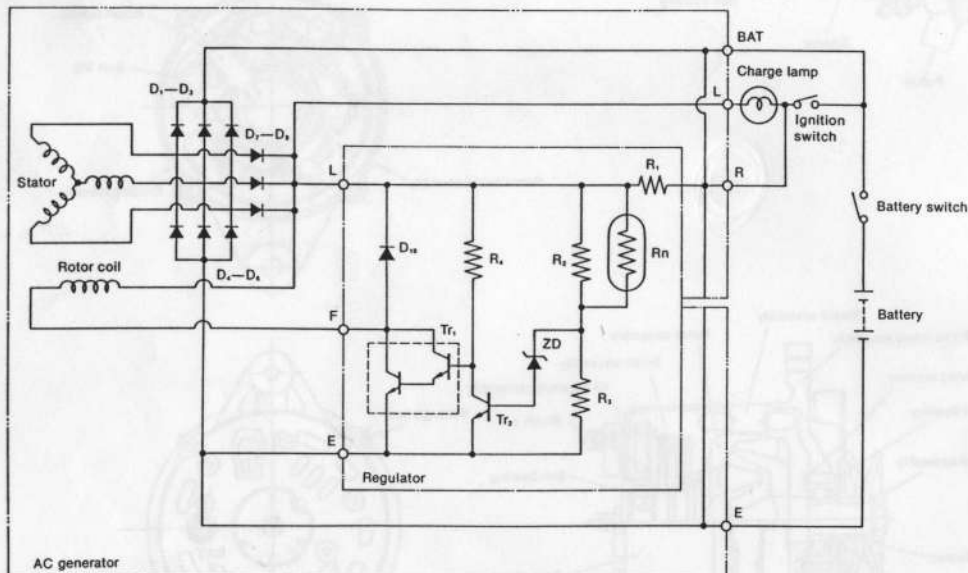 BAT
Charge lamp
D₁—D₃
L
D₇—D₉
Ignition
switch
R₁
L
R
Stator
Battery switch
D₁₀
R₄
R₂
Rn
Rotor coil
D₄—D₆
F
Tr₁
ZD
Battery
R₃
Tr₂
E
Regulator
E
AC generator